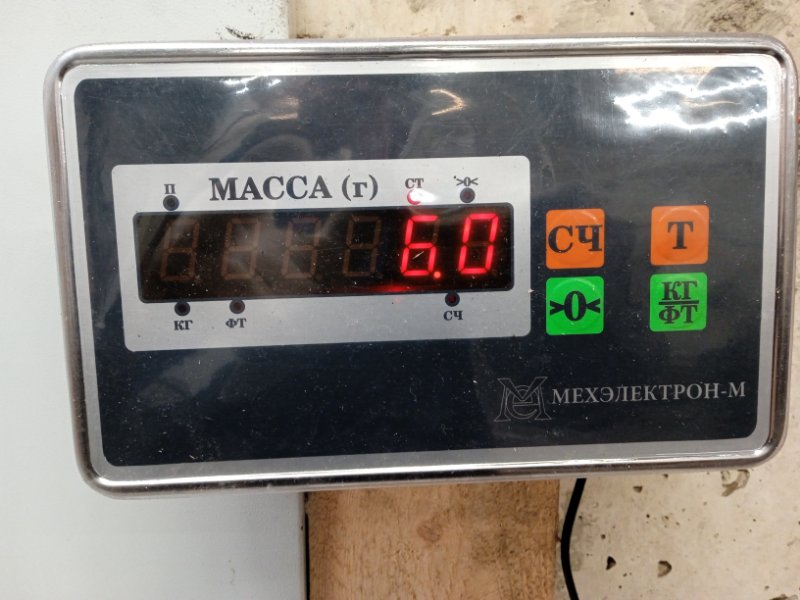 П МАССА (г) СТ >0<
6.0
КГ ФТ СЧ
СЧ Т
>0< КГ/ФТ
МЕХЭЛЕКТРОН-М